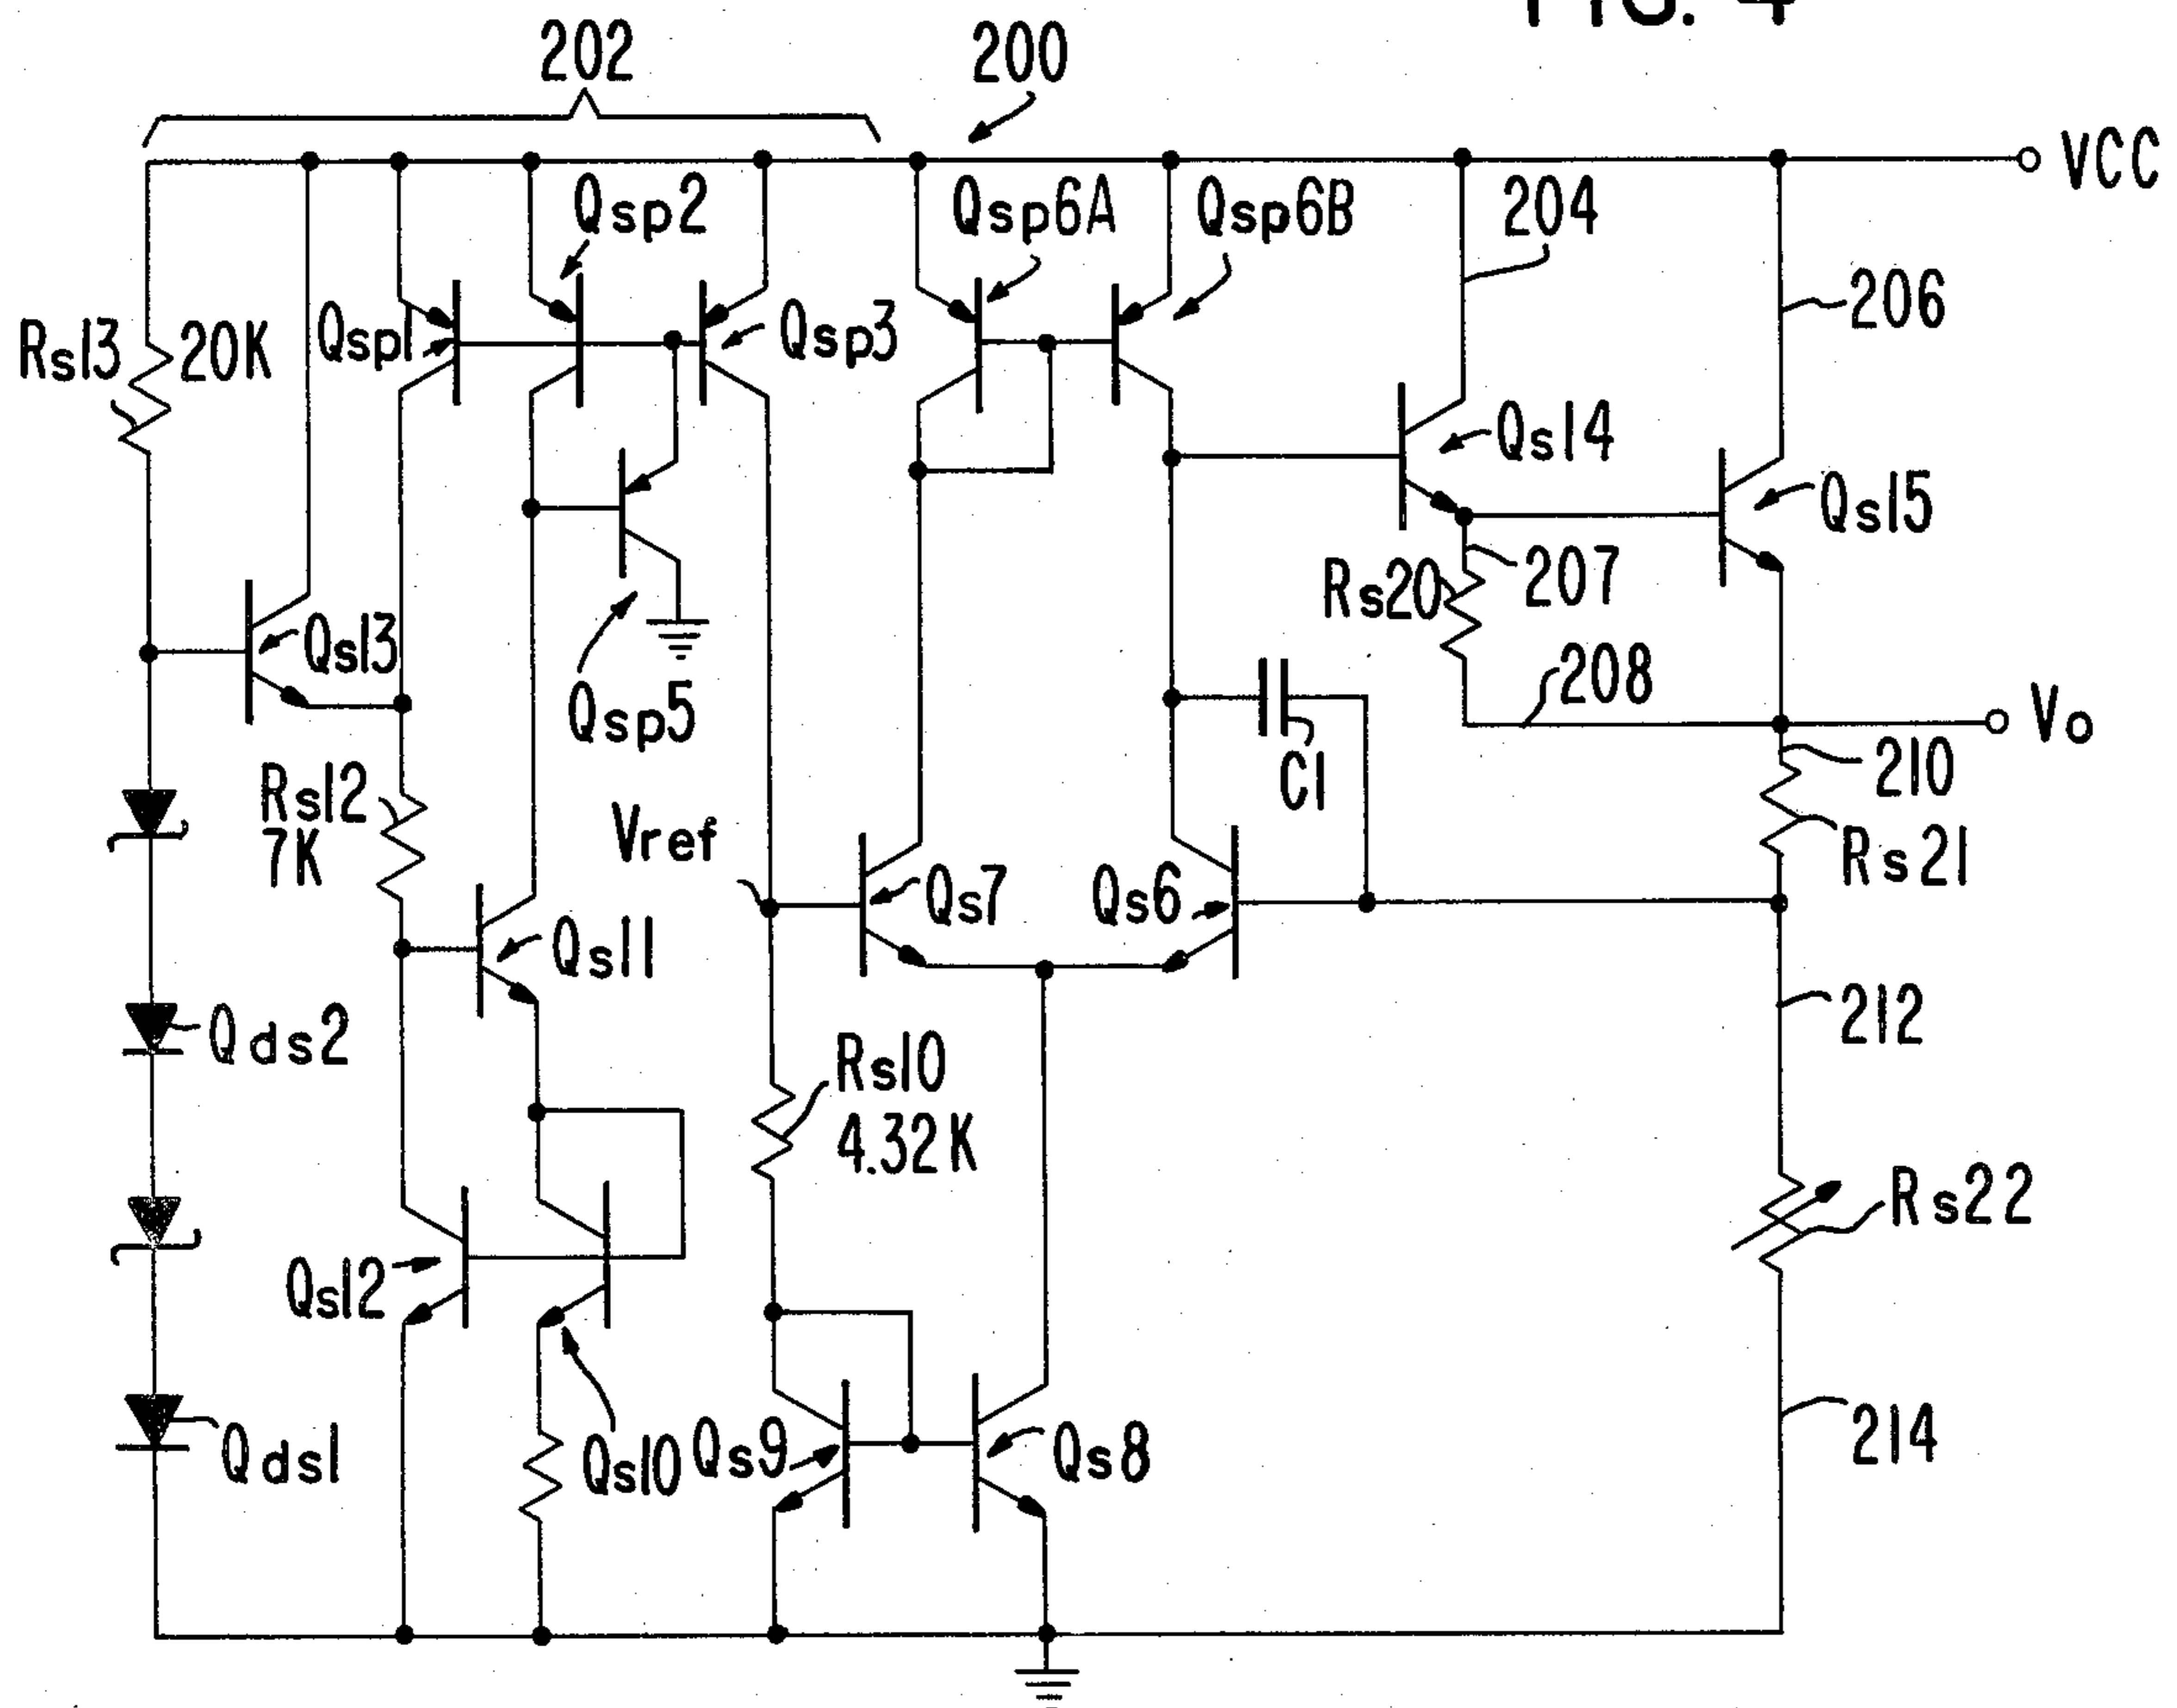 FIG. 4
202
200
VCC
Qsp2
Qsp6A
Qsp6B
204
206
Rs13
20K
Qsp1
Qsp3
Qs14
Qs15
Rs20
207
Qs13
208
Qsp5
Vo
210
C1
Rs12
7K
Vref
Rs21
Qs7
Qs6
Qs11
212
Qds2
Rs10
4.32K
Rs22
Qs12
214
Qds1
Qs10
Qs9
Qs8